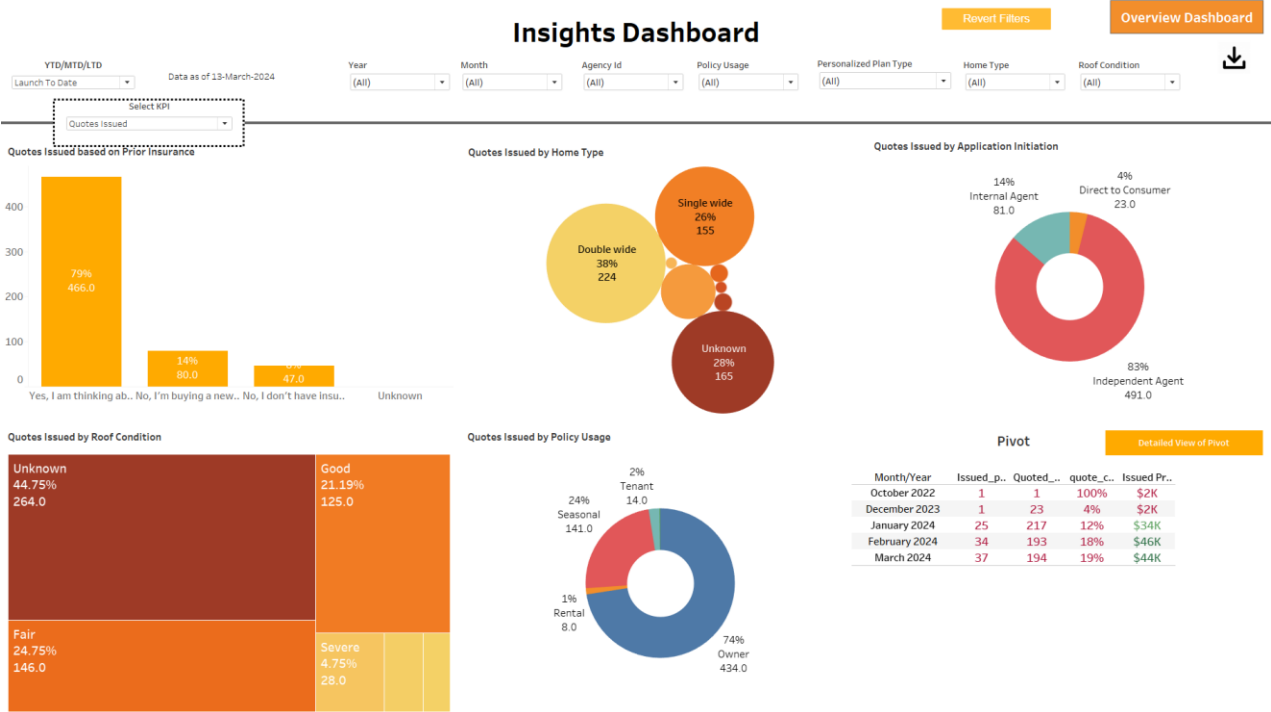 Insights Dashboard
Revert Filters
Overview Dashboard
YTD/MTD/LTD
Launch To Date
Data as of 13-March-2024
Year
(All)
Month
(All)
Agency Id
(All)
Policy Usage
(All)
Personalized Plan Type
(All)
Home Type
(All)
Roof Condition
(All)
Select KPI
Quotes Issued
Quotes Issued based on Prior Insurance
400
300
200
100
0
79%
466.0
14%
80.0
47.0
Yes, I am thinking ab..
No, I'm buying a new..
No, I don't have insu..
Unknown
Quotes Issued by Home Type
Single wide
26%
155
Double wide
38%
224
Unknown
28%
165
Quotes Issued by Application Initiation
14%
Internal Agent
81.0
4%
Direct to Consumer
23.0
83%
Independent Agent
491.0
Quotes Issued by Roof Condition
Unknown
44.75%
264.0
Good
21.19%
125.0
Fair
24.75%
146.0
Severe
4.75%
28.0
Quotes Issued by Policy Usage
2%
Tenant
14.0
24%
Seasonal
141.0
1%
Rental
8.0
74%
Owner
434.0
Pivot
Detailed View of Pivot
Month/Year Issued_p.. Quoted_.. quote_c.. Issued Pr..
October 2022 1 1 100% $2K
December 2023 1 23 4% $2K
January 2024 25 217 12% $34K
February 2024 34 193 18% $46K
March 2024 37 194 19% $44K